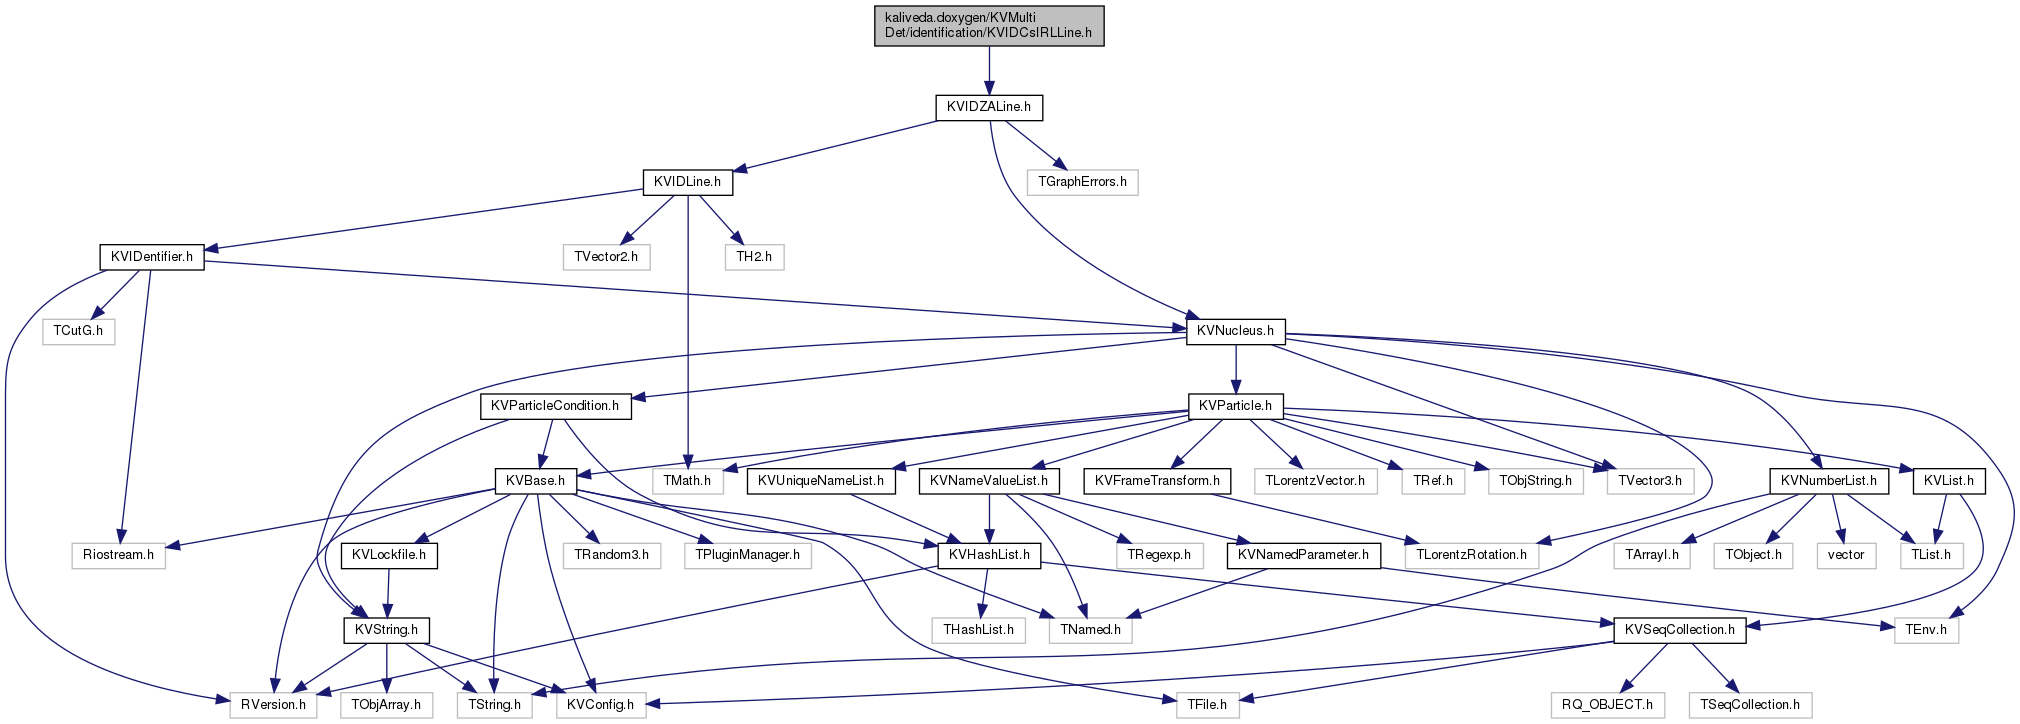 kaliveda.doxygen/KVMulti
Det/identification/KVIDCsIRLLine.h
KVIDZALine.h
KVIDLine.h
TGraphErrors.h
KVIDentifier.h
TVector2.h
TH2.h
TCutG.h
KVNucleus.h
KVParticleCondition.h
KVParticle.h
KVBase.h
TMath.h
KVUniqueNameList.h
KVNameValueList.h
KVFrameTransform.h
TLorentzVector.h
TRef.h
TObjString.h
TVector3.h
KVNumberList.h
KVList.h
Riostream.h
KVLockfile.h
TRandom3.h
TPluginManager.h
KVHashList.h
TRegexp.h
KVNamedParameter.h
TLorentzRotation.h
TArrayI.h
TObject.h
vector
TList.h
KVString.h
THashList.h
TNamed.h
KVSeqCollection.h
TEnv.h
RVersion.h
TObjArray.h
TString.h
KVConfig.h
TFile.h
RQ_OBJECT.h
TSeqCollection.h